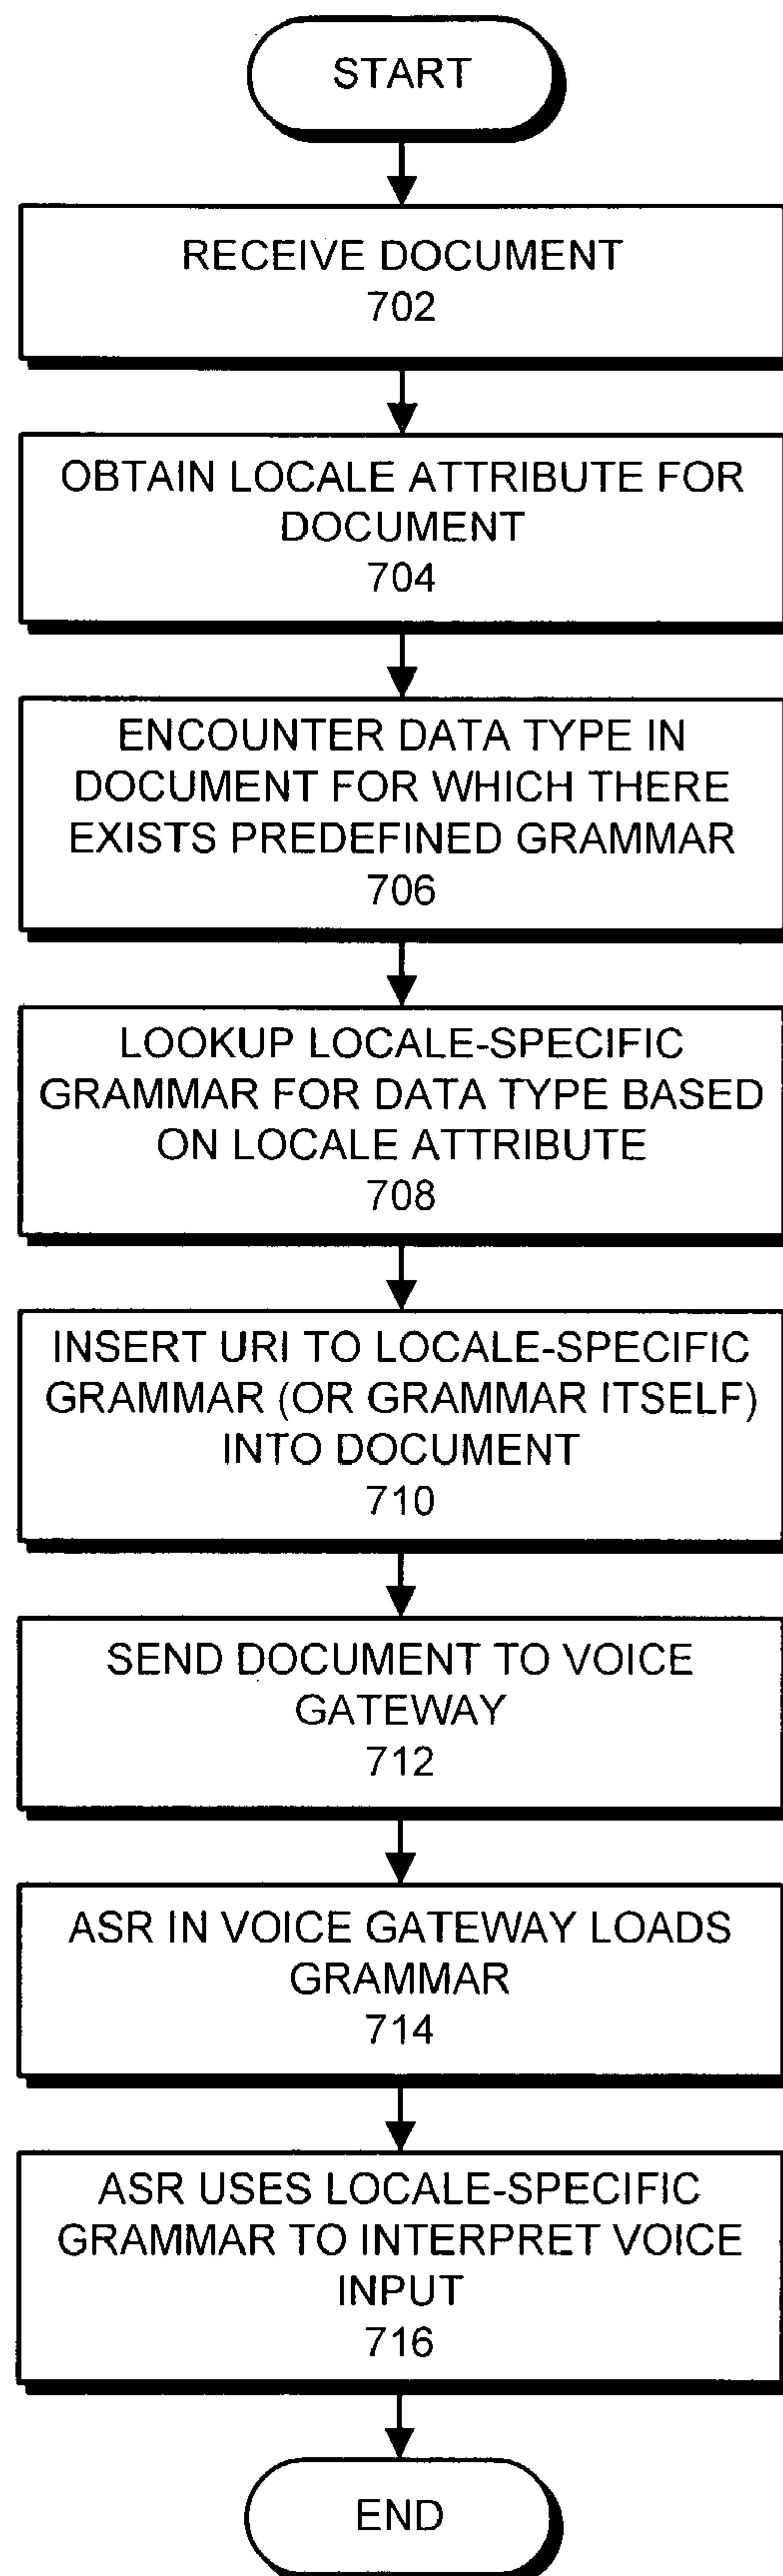 START
RECEIVE DOCUMENT
702
OBTAIN LOCALE ATTRIBUTE FOR
DOCUMENT
704
ENCOUNTER DATA TYPE IN
DOCUMENT FOR WHICH THERE
EXISTS PREDEFINED GRAMMAR
706
LOOKUP LOCALE-SPECIFIC
GRAMMAR FOR DATA TYPE BASED
ON LOCALE ATTRIBUTE
708
INSERT URI TO LOCALE-SPECIFIC
GRAMMAR (OR GRAMMAR ITSELF)
INTO DOCUMENT
710
SEND DOCUMENT TO VOICE
GATEWAY
712
ASR IN VOICE GATEWAY LOADS
GRAMMAR
714
ASR USES LOCALE-SPECIFIC
GRAMMAR TO INTERPRET VOICE
INPUT
716
END